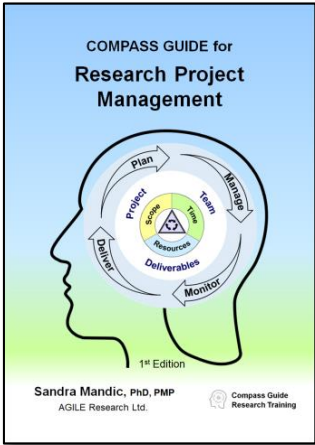 COMPASS GUIDE for
Research Project
Management
Plan
Manage
Monitor
Deliver
Project
Team
Deliverables
Scope
Time
Resources
1st Edition
Sandra Mandic, PhD, PMP
AGILE Research Ltd.
Compass Guide
Research Training